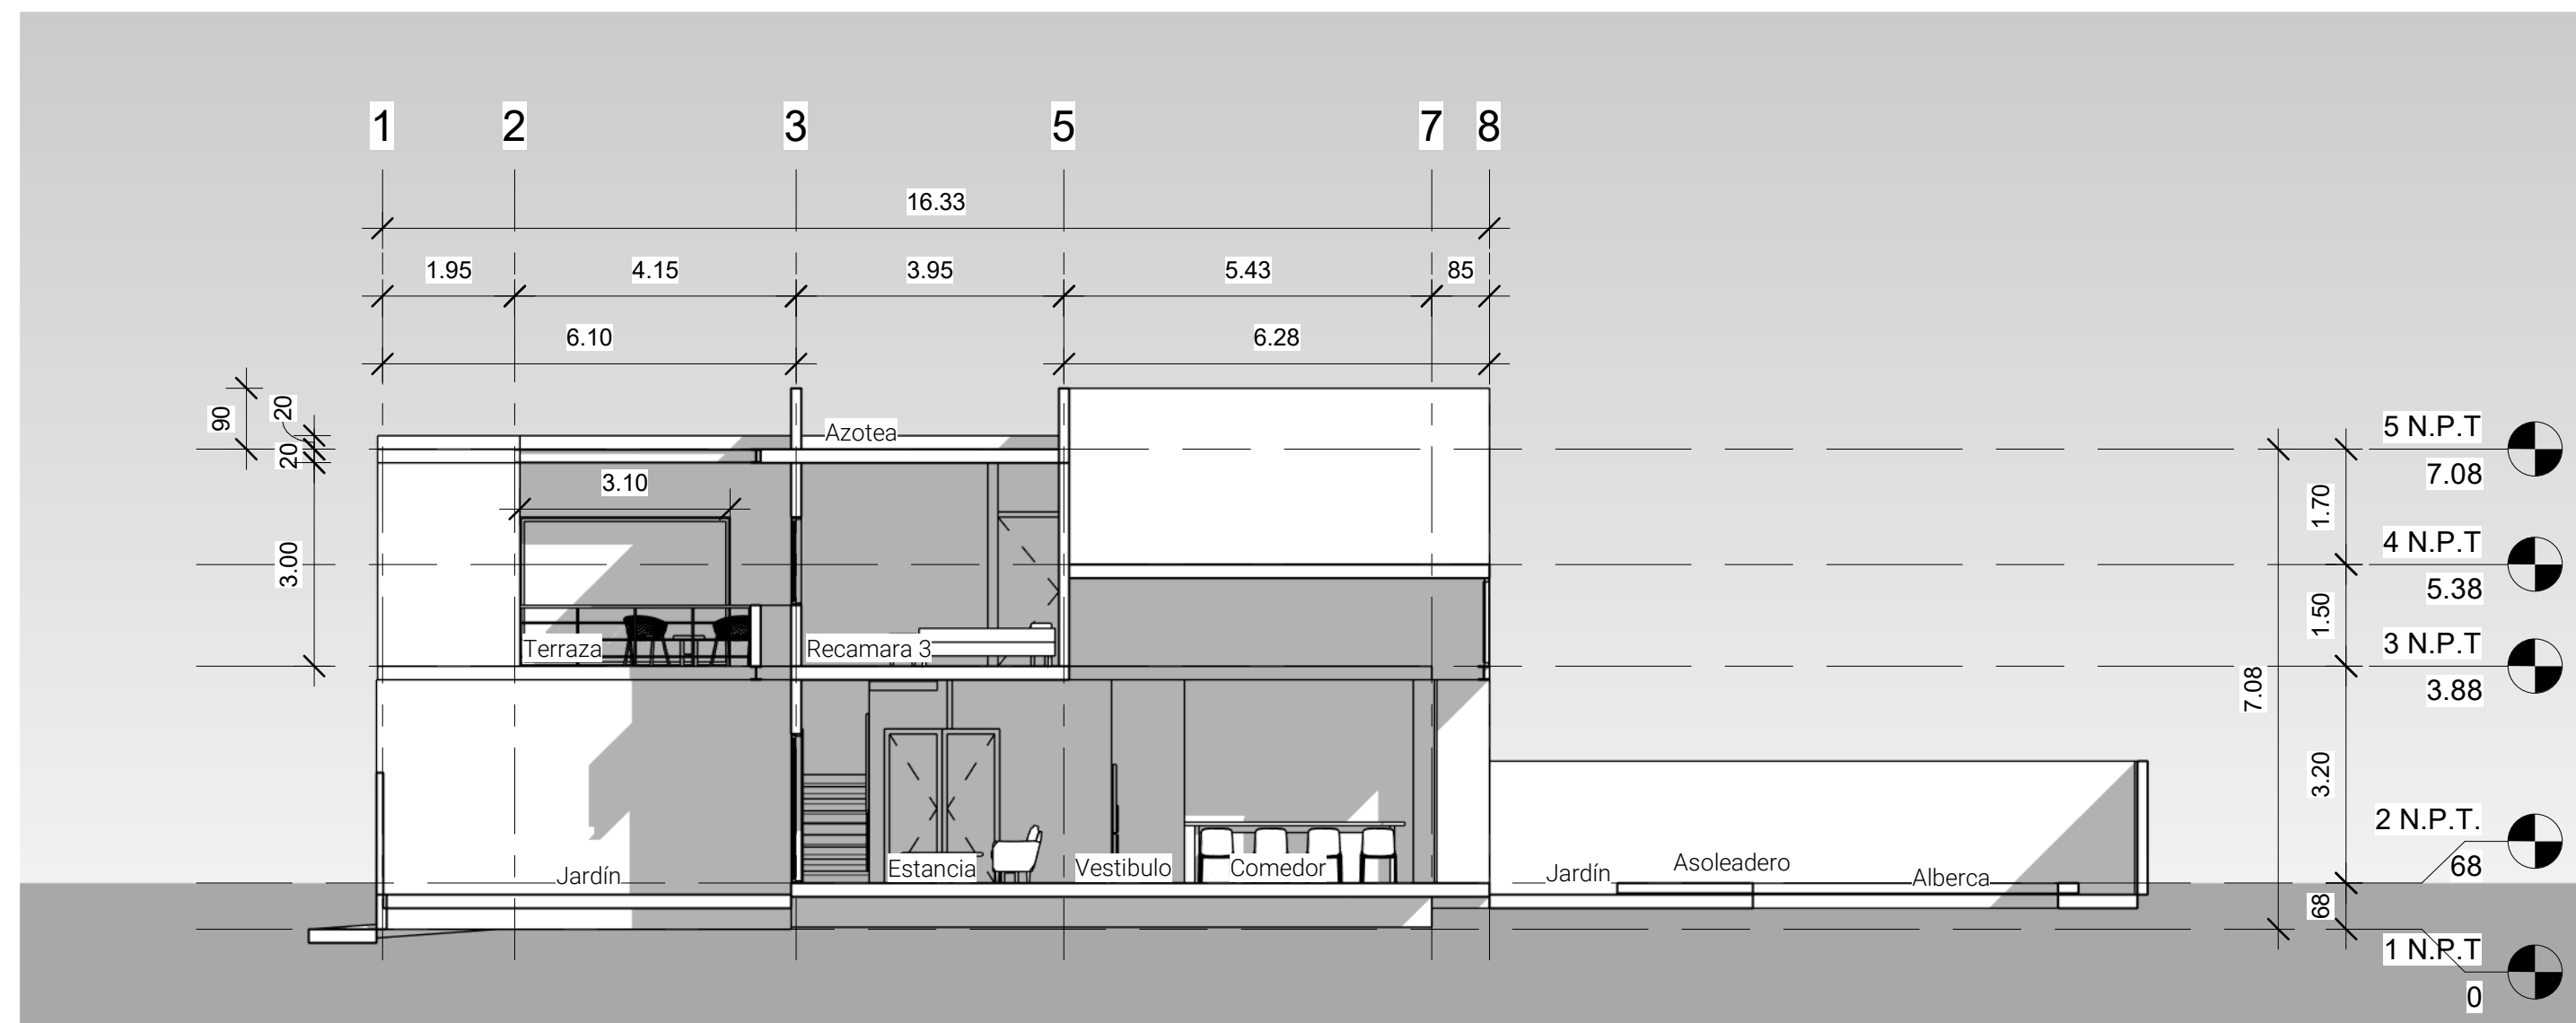 1 2 3 5 7 8
16.33
1.95 4.15 3.95 5.43 85
6.10 6.28
90 20
20
Azotea
5 N.P.T
7.08
3.10
1.70
3.00
4 N.P.T
5.38
1.50
Terraza Recamara 3
3 N.P.T
3.88
7.08
3.20
2 N.P.T.
68
Jardín Estancia Vestibulo Comedor Jardín Asoleadero Alberca
68
1 N.P.T
0